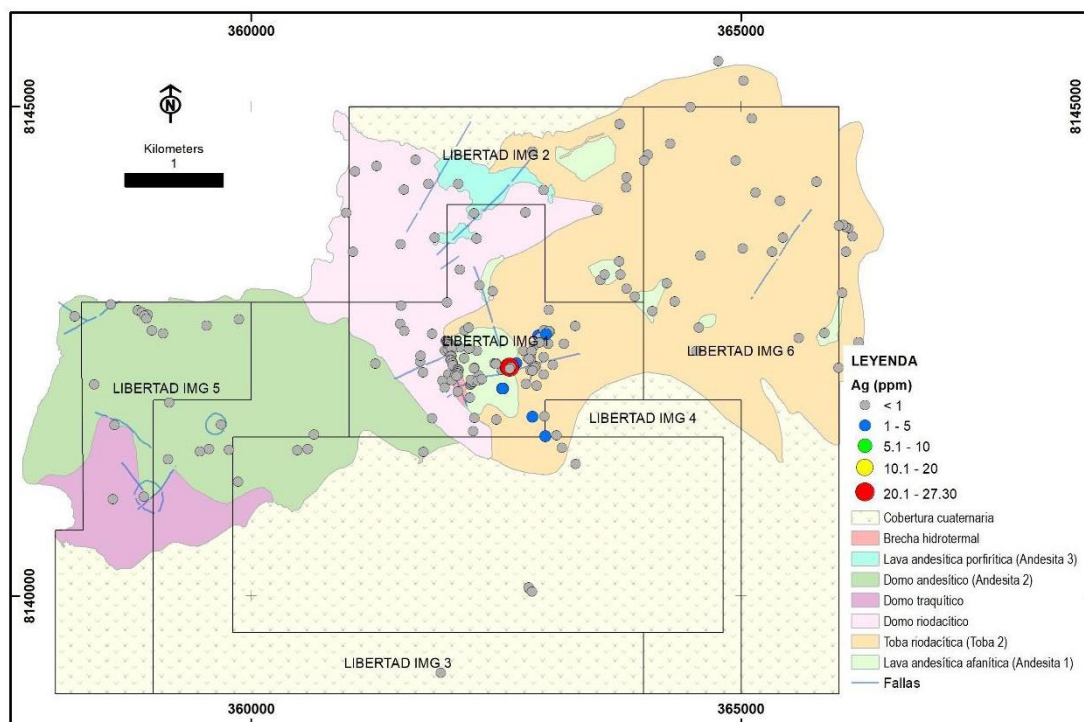 360000
365000
8145000
8145000
N
Kilometers
1
LIBERTAD IMG 2
LIBERTAD IMG 1
LIBERTAD IMG 6
LIBERTAD IMG 5
LIBERTAD IMG 4
LIBERTAD IMG 3
LEYENDA
Ag (ppm)
< 1
1 - 5
5.1 - 10
10.1 - 20
20.1 - 27.30
Cobertura cuaternaria
Brecha hidrotermal
Lava andesítica porfirítica (Andesita 3)
Domo andesítico (Andesita 2)
Domo traquítico
Domo riodacítico
Toba riodacítica (Toba 2)
Lava andesítica afanítica (Andesita 1)
Fallas
8140000
8140000
360000
365000